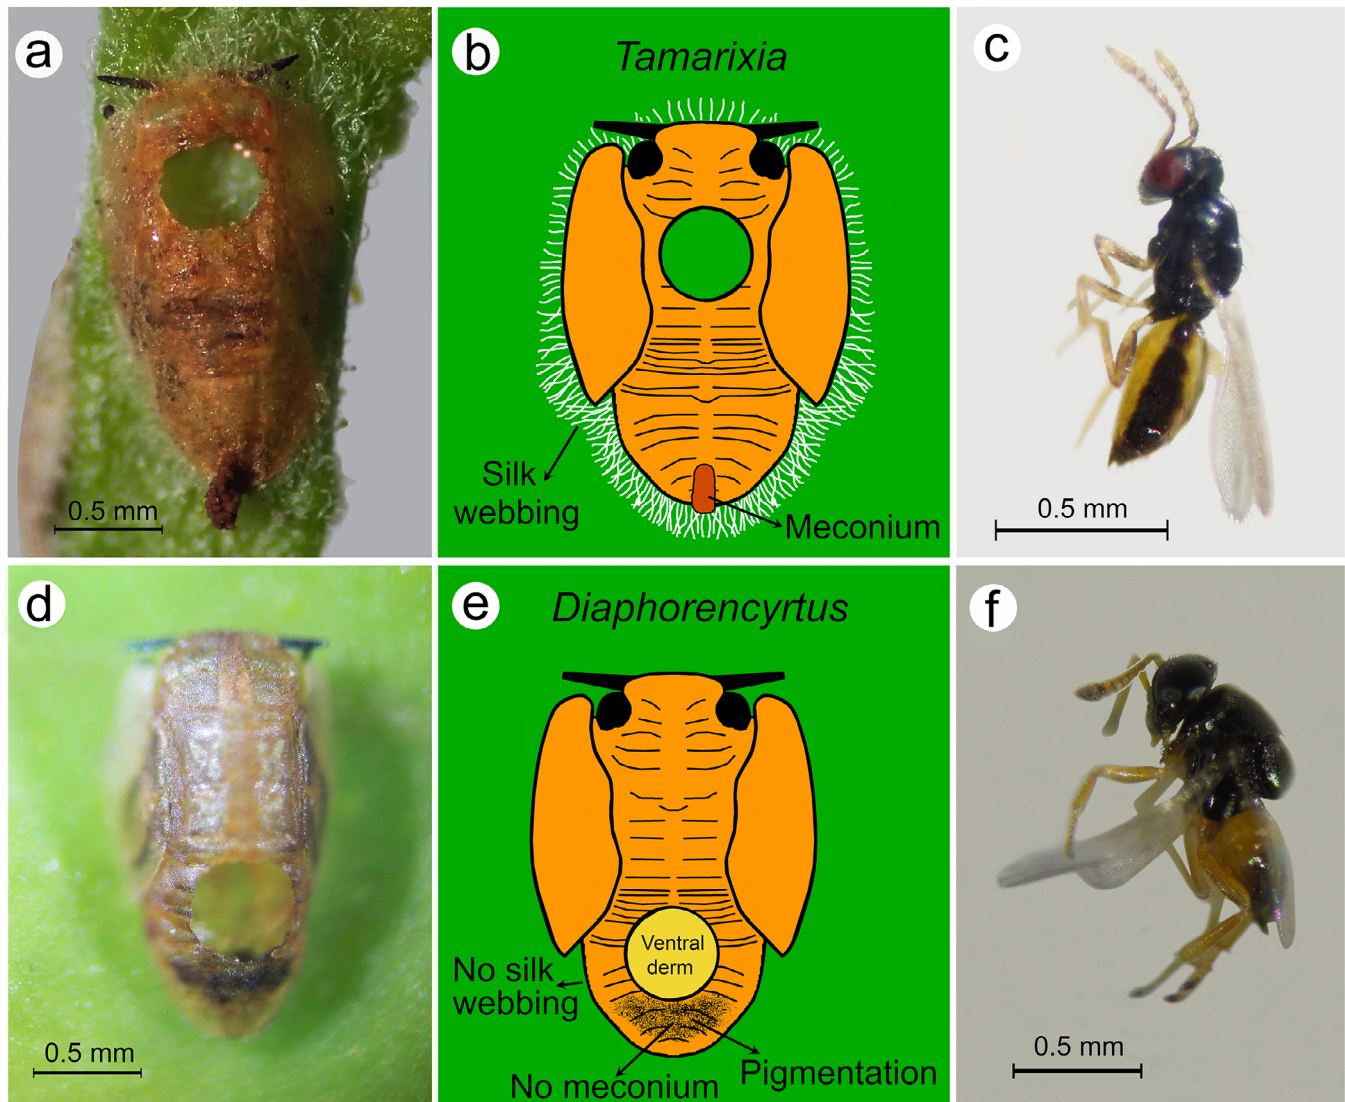 a
0.5 mm
b
Tamarixia
Silk
webbing
Meconium
c
0.5 mm
d
0.5 mm
e
Diaphorencyrtus
Ventral
derm
No silk
webbing
No meconium
Pigmentation
f
0.5 mm